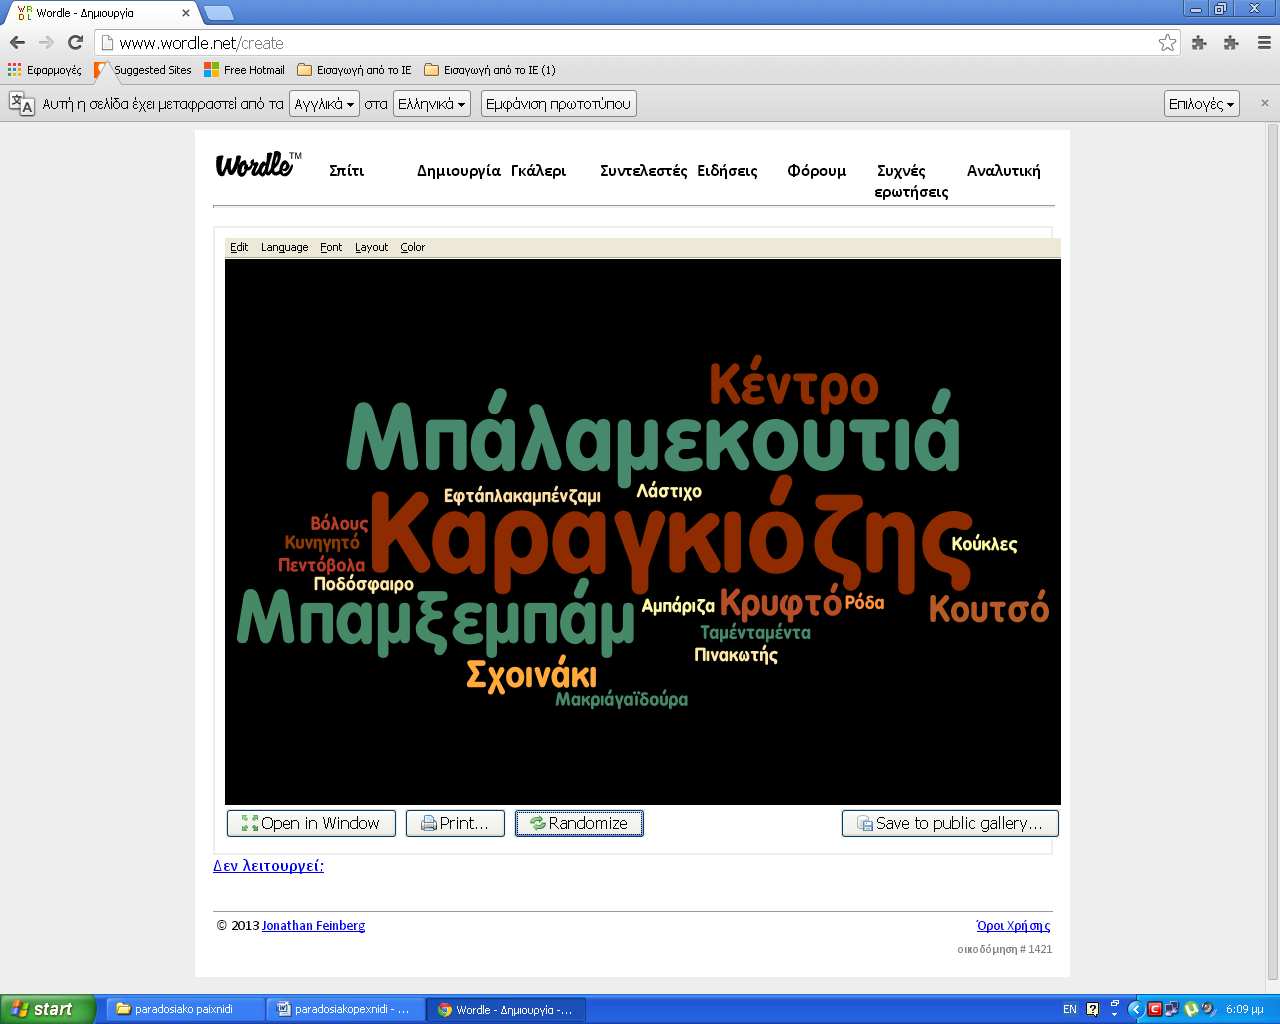 Wordle - Δημιουργία
www.wordle.net/create
Εφαρμογές Suggested Sites Free Hotmail Εισαγωγή από το IE Εισαγωγή από το IE (1)
Αυτή η σελίδα έχει μεταφραστεί από τα Αγγλικά στα Ελληνικά Εμφάνιση πρωτοτύπου Επιλογές
Wordle™ Σπίτι Δημιουργία Γκάλερι Συντελεστές Ειδήσεις Φόρουμ Συχνές ερωτήσεις Αναλυτική
Edit Language Font Layout Color
Κέντρο
Μπάλαμεκουτιά
Εφτάπλακαμπένζαμι Λάστιχο
Βόλους Καραγκιόζης
Κυνηγητό Κούκλες
Πεντόβολα
Ποδόσφαιρο
Μπαμξεμπάμ Αμπάριζα Κρυφτό Ρόδα Κουτσό
Ταμένταμέντα
Πινακωτής
Σχοινάκι
Μακριάγαϊδούρα
Open in Window Print... Randomize Save to public gallery...
Δεν λειτουργεί;
© 2013 Jonathan Feinberg Όροι Χρήσης
οικοδόμηση # 1421
start paradosiako paixnidi paradosiakopexnidi - ... Wordle - Δημιουργία -... EN 6:09 μμ